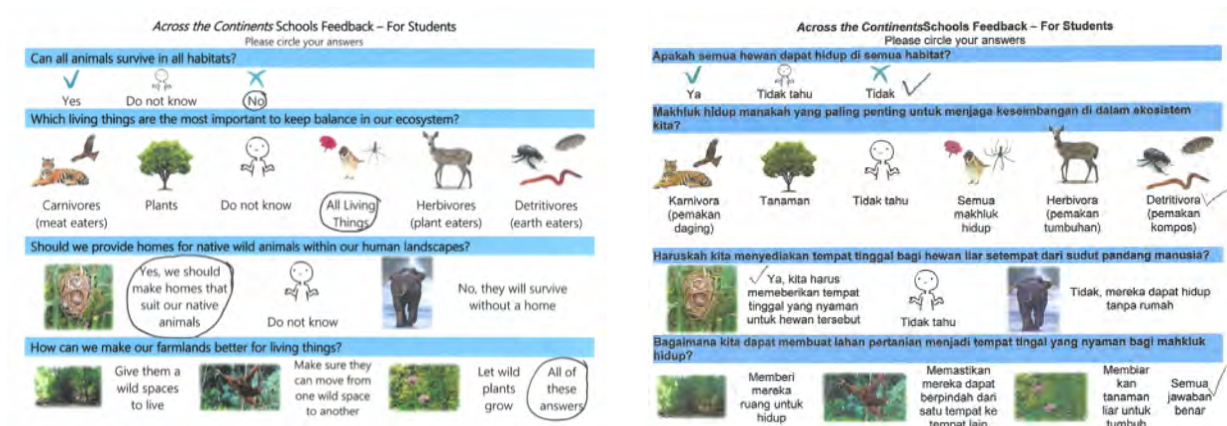 Across the Continents Schools Feedback – For Students
Please circle your answers
Can all animals survive in all habitats?
Yes
Do not know
No
Which living things are the most important to keep balance in our ecosystem?
Carnivores
(meat eaters)
Plants
Do not know
All Living
Things
Herbivores
(plant eaters)
Detritivores
(earth eaters)
Should we provide homes for native wild animals within our human landscapes?
Yes, we should
make homes that
suit our native
animals
Do not know
No, they will survive
without a home
How can we make our farmlands better for living things?
Give them a
wild spaces
to live
Make sure they
can move from
one wild space
to another
Let wild
plants
grow
All of
these
answers
Across the ContinentsSchools Feedback – For Students
Please circle your answers
Apakah semua hewan dapat hidup di semua habitat?
Ya
Tidak tahu
Tidak
Makhluk hidup manakah yang paling penting untuk menjaga keseimbangan di dalam ekosistem
kita?
Karnivora
(pemakan
daging)
Tanaman
Tidak tahu
Semua
makhluk
hidup
Herbivora
(pemakan
tumbuhan)
Detritivora
(pemakan
kompos)
Haruskah kita menyediakan tempat tinggal bagi hewan liar setempat dari sudut pandang manusia?
Ya, kita harus
memeberikan tempat
tinggal yang nyaman
untuk hewan tersebut
Tidak tahu
Tidak, mereka dapat hidup
tanpa rumah
Bagaimana kita dapat membuat lahan pertanian menjadi tempat tingal yang nyaman bagi mahkluk
hidup?
Memberi
mereka
ruang untuk
hidup
Memastikan
mereka dapat
berpindah dari
satu tempat ke
tempat lain
Membiar
kan
tanaman
liar untuk
tumbuh
Semua
jawaban
benar